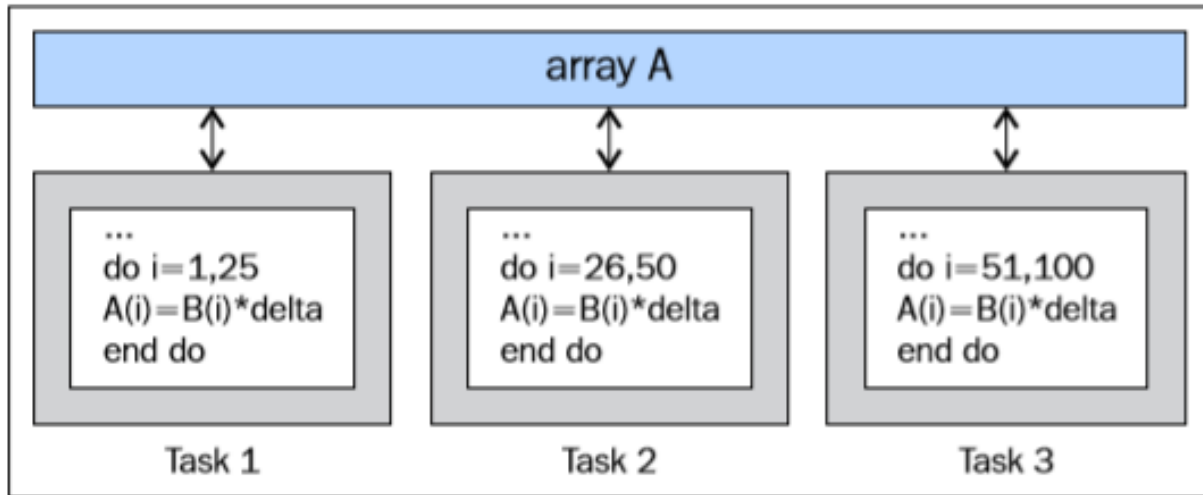 array A
...
do i=1,25
A(i)=B(i)*delta
end do
Task 1
...
do i=26,50
A(i)=B(i)*delta
end do
Task 2
...
do i=51,100
A(i)=B(i)*delta
end do
Task 3